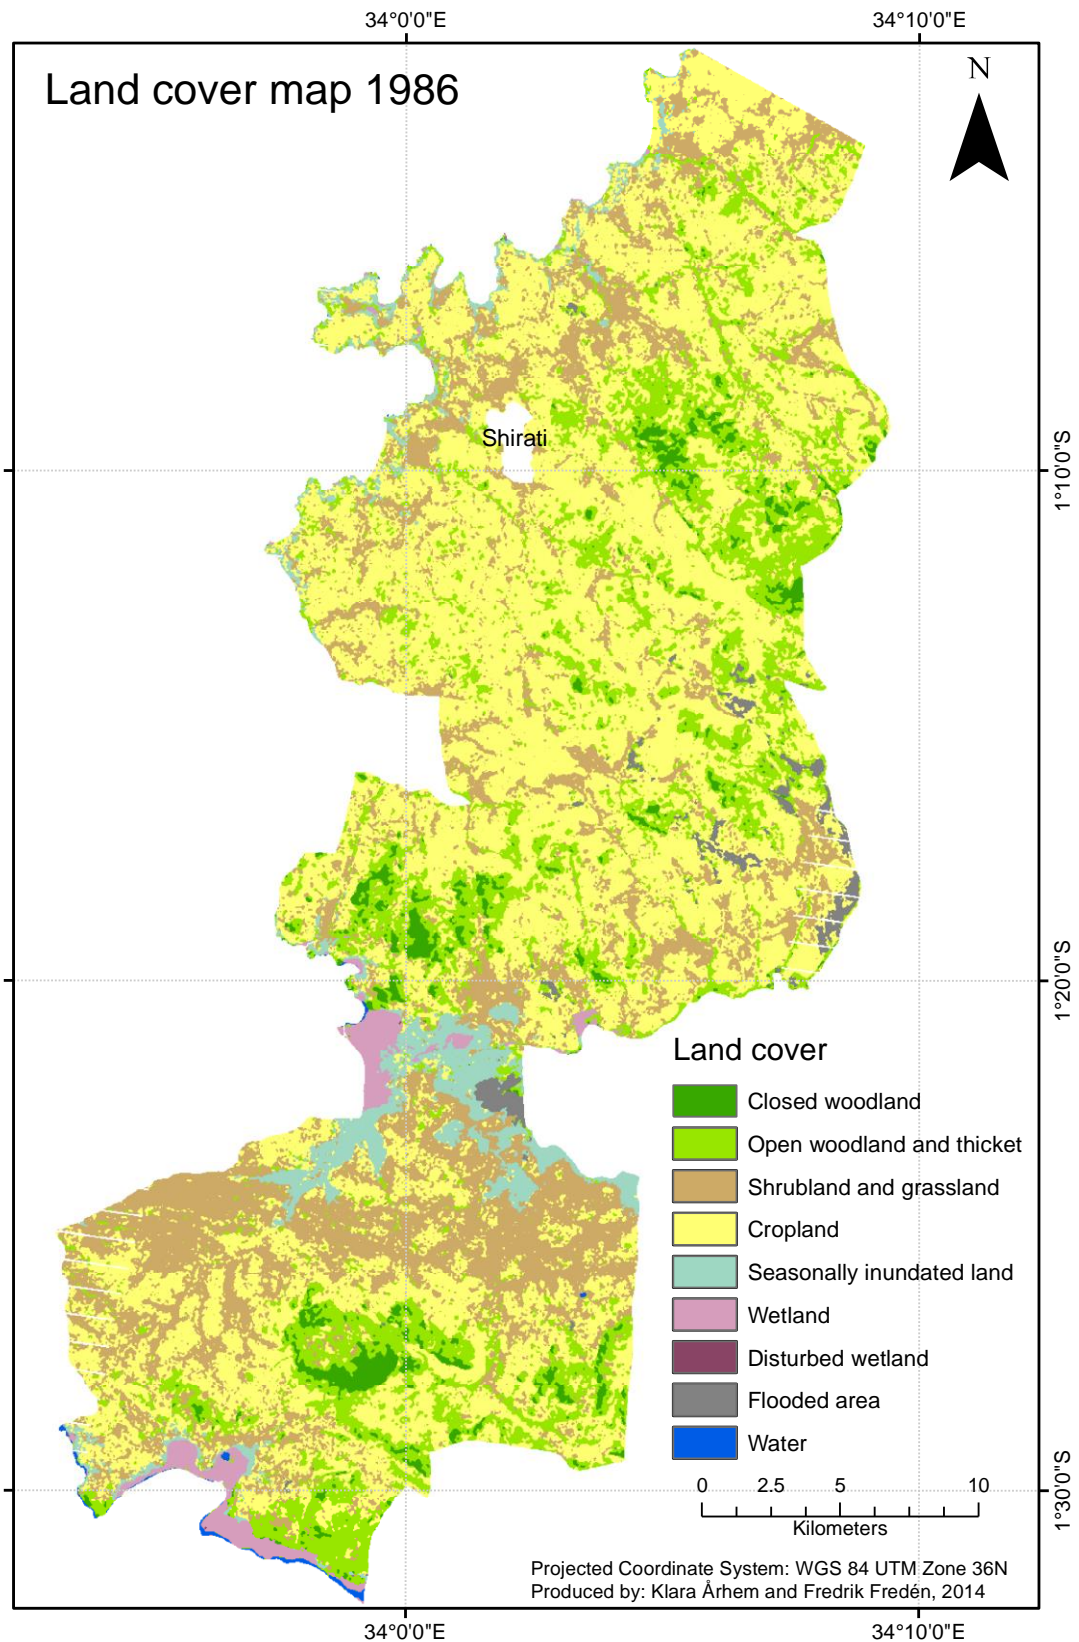 34°0'0"E
34°10'0"E
Land cover map 1986
N
Shirati
1°10'0"S
1°20'0"S
Land cover
Closed woodland
Open woodland and thicket
Shrubland and grassland
Cropland
Seasonally inundated land
Wetland
Disturbed wetland
Flooded area
Water
1°30'0"S
0 2.5 5 10
Kilometers
Projected Coordinate System: WGS 84 UTM Zone 36N
Produced by: Klara Århem and Fredrik Fredén, 2014
34°0'0"E
34°10'0"E